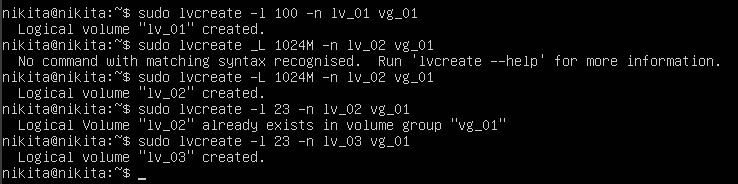 nikita@nikita:~$ sudo lvcreate -l 100 -n lv_01 vg_01
  Logical volume "lv_01" created.
nikita@nikita:~$ sudo lvcreate _L 1024M -n lv_02 vg_01
  No command with matching syntax recognised.  Run 'lvcreate --help' for more information.
nikita@nikita:~$ sudo lvcreate -L 1024M -n lv_02 vg_01
  Logical volume "lv_02" created.
nikita@nikita:~$ sudo lvcreate -l 23 -n lv_02 vg_01
  Logical Volume "lv_02" already exists in volume group "vg_01"
nikita@nikita:~$ sudo lvcreate -l 23 -n lv_03 vg_01
  Logical volume "lv_03" created.
nikita@nikita:~$ _